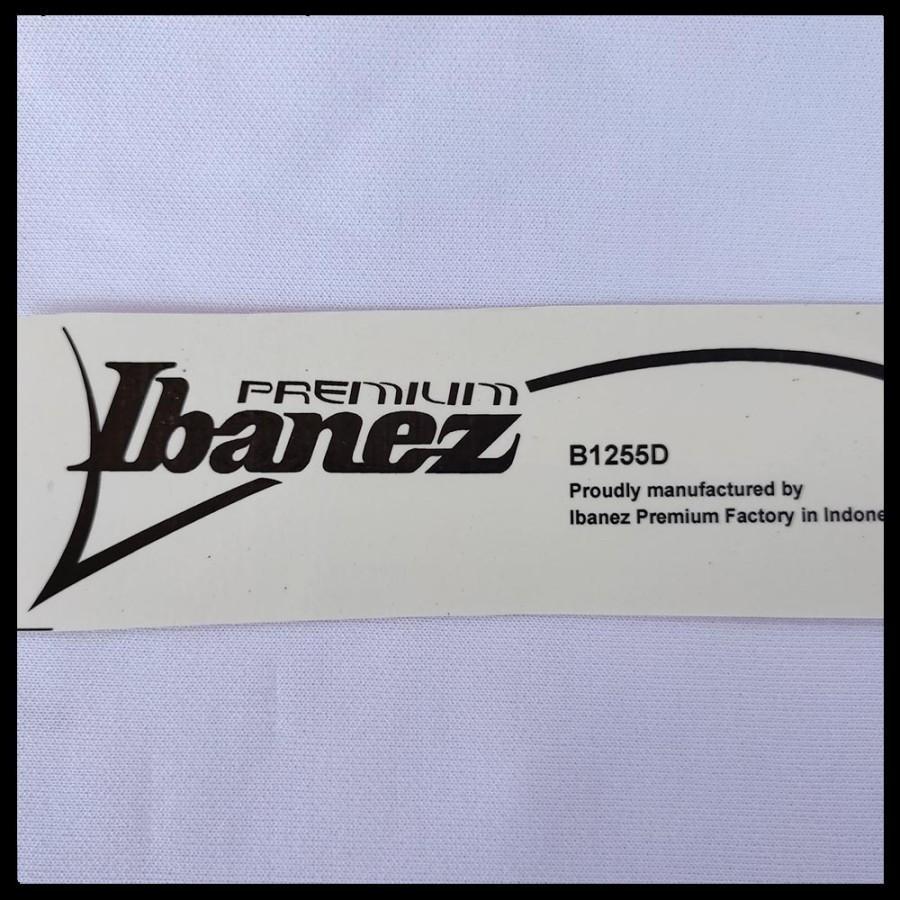 PREMIUM
Ibanez
B1255D
Proudly manufactured by
Ibanez Premium Factory in Indone